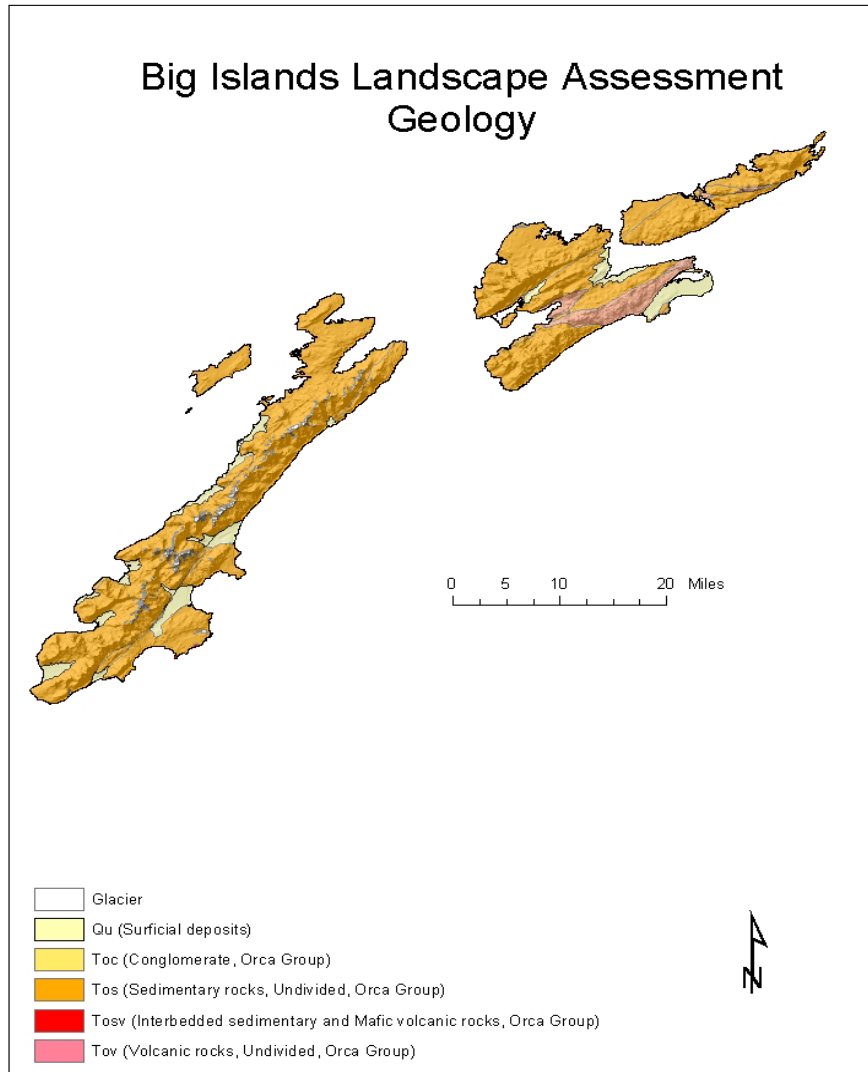 Big Islands Landscape Assessment
Geology
0 5 10 20 Miles
Glacier
Qu (Surficial deposits)
Toc (Conglomerate, Orca Group)
Tos (Sedimentary rocks, Undivided, Orca Group)
Tosv (Interbedded sedimentary and Mafic volcanic rocks, Orca Group)
Tov (Volcanic rocks, Undivided, Orca Group)
N